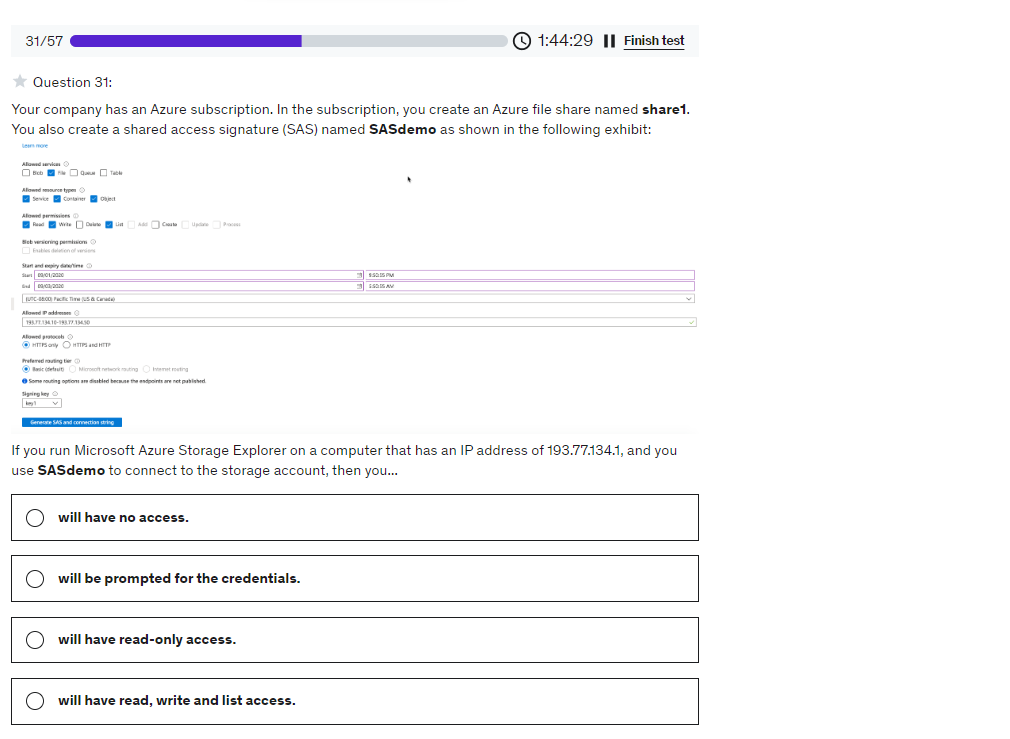 31/57 1:44:29 Finish test
Question 31:
Your company has an Azure subscription. In the subscription, you create an Azure file share named share1.
You also create a shared access signature (SAS) named SASdemo as shown in the following exhibit:
Learn more
Allowed services
Blob File Queue Table
Allowed resource types
Service Container Object
Allowed permissions
Read Write Delete List Add Create Update Process
Blob versioning permissions
Enables deletion of versions
Start and expiry date/time
Start 09/01/2020
End 09/03/2020
(UTC-08:00) Pacific Time (US & Canada)
Allowed IP addresses
193.77.134.10-193.77.134.50
Allowed protocols
HTTPS only HTTPS and HTTP
Preferred routing tier
Basic (default) Microsoft network routing Internet routing
Some routing options are disabled because the endpoints are not published.
Signing key
key1
Generate SAS and connection string
If you run Microsoft Azure Storage Explorer on a computer that has an IP address of 193.77.134.1, and you
use SASdemo to connect to the storage account, then you...
will have no access.
will be prompted for the credentials.
will have read-only access.
will have read, write and list access.